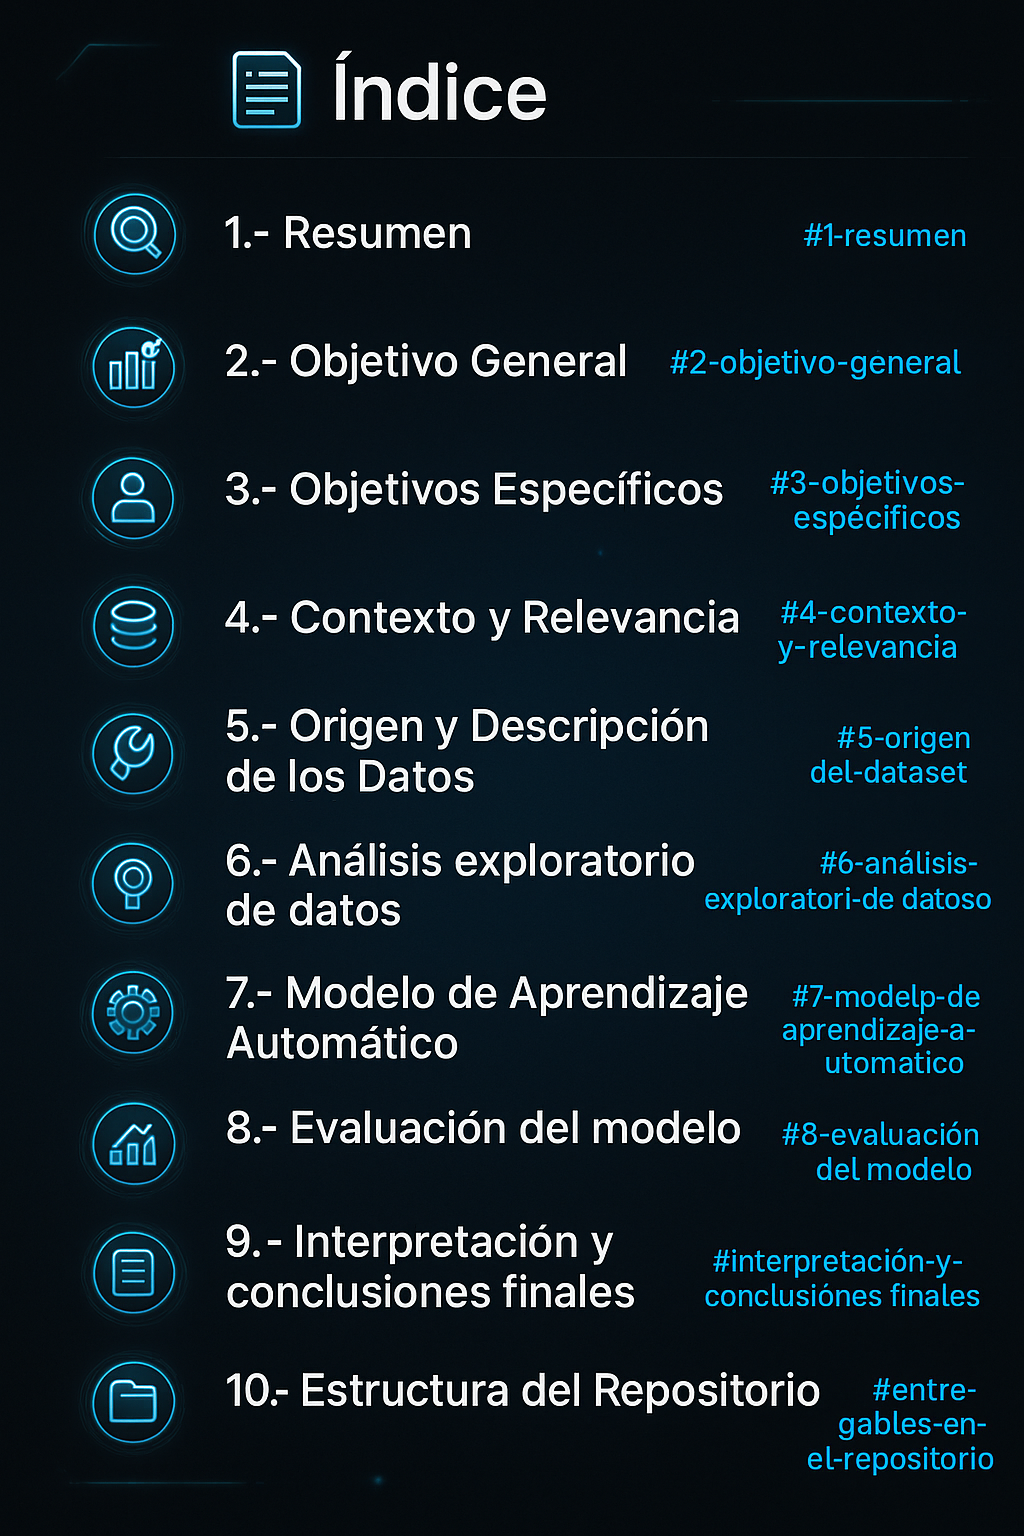 Índice
1.- Resumen
#1-resumen
2.- Objetivo General
#2-objetivo-general
3.- Objetivos Específicos
#3-objetivos-
espécificos
4.- Contexto y Relevancia
#4-contexto-
y-relevancia
5.- Origen y Descripción
de los Datos
#5-origen
del-dataset
6.- Análisis exploratorio
de datos
#6-análisis-
exploratori-de datoso
7.- Modelo de Aprendizaje
Automático
#7-modelp-de
aprendizaje-a-
utomatico
8.- Evaluación del modelo
#8-evaluación
del modelo
9.- Interpretación y
conclusiones finales
#interpretación-y-
conclusiónes finales
10.- Estructura del Repositorio
#entre-
gables-en-
el-repositorio